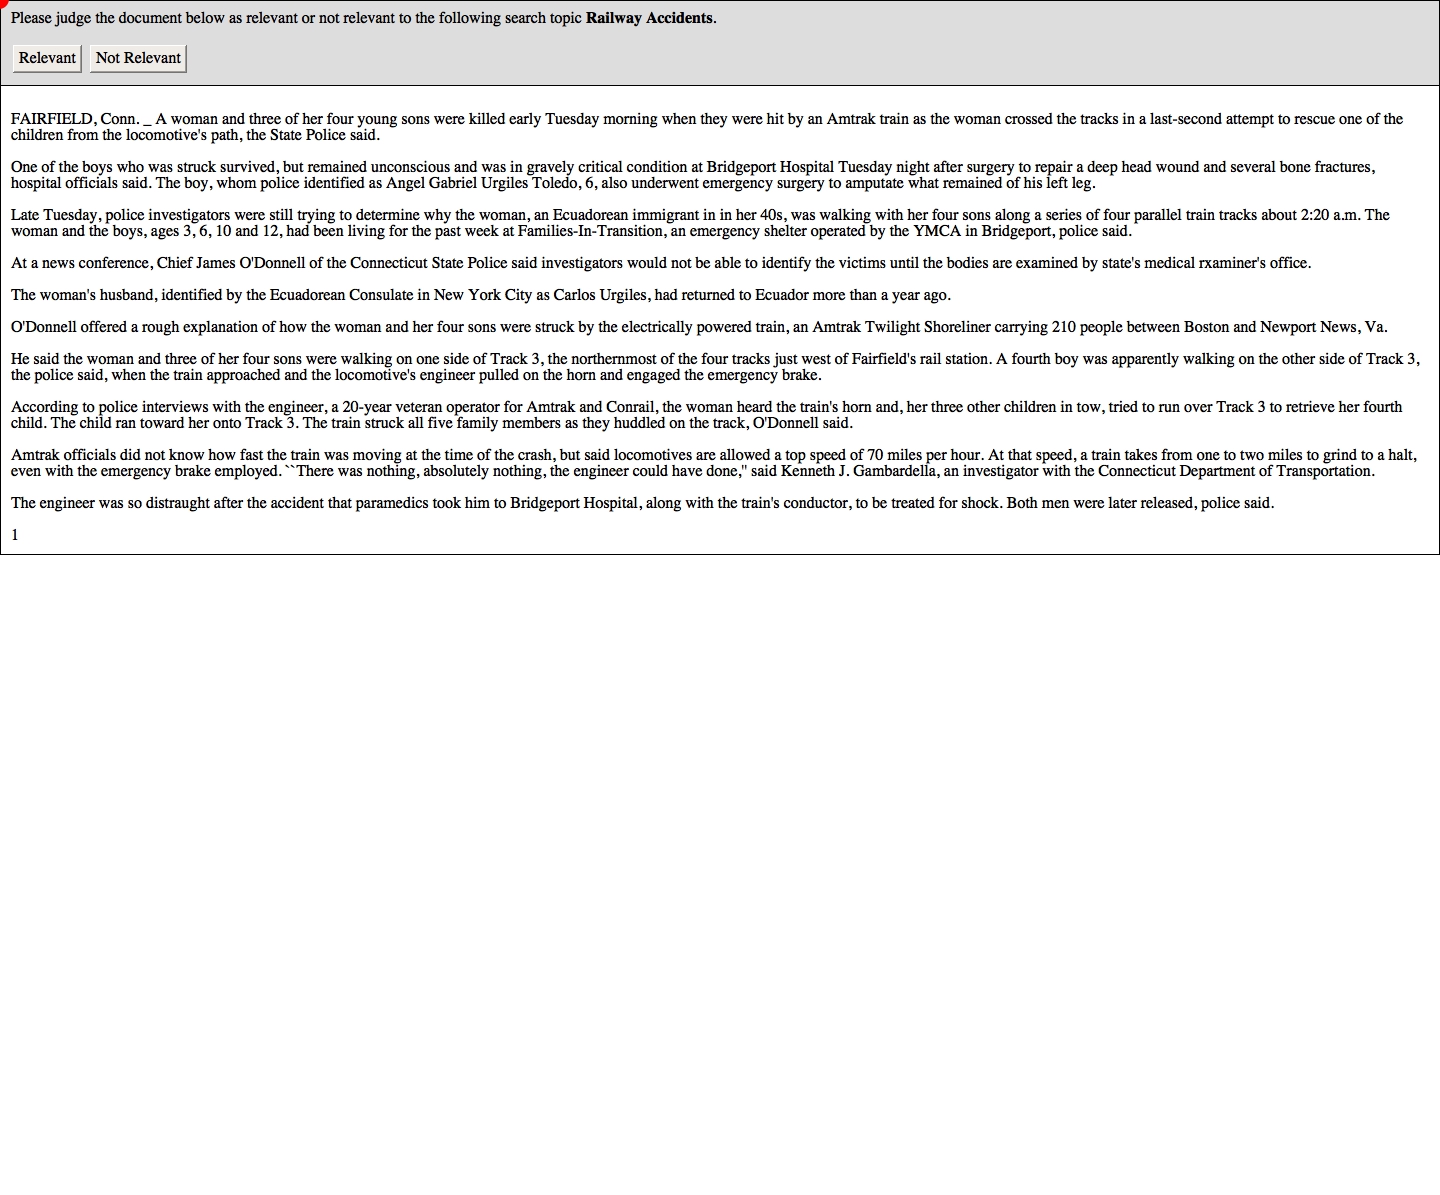 Please judge the document below as relevant or not relevant to the following search topic Railway Accidents.
Relevant Not Relevant
FAIRFIELD, Conn. _ A woman and three of her four young sons were killed early Tuesday morning when they were hit by an Amtrak train as the woman crossed the tracks in a last-second attempt to rescue one of the
children from the locomotive's path, the State Police said.
One of the boys who was struck survived, but remained unconscious and was in gravely critical condition at Bridgeport Hospital Tuesday night after surgery to repair a deep head wound and several bone fractures,
hospital officials said. The boy, whom police identified as Angel Gabriel Urgiles Toledo, 6, also underwent emergency surgery to amputate what remained of his left leg.
Late Tuesday, police investigators were still trying to determine why the woman, an Ecuadorean immigrant in in her 40s, was walking with her four sons along a series of four parallel train tracks about 2:20 a.m. The
woman and the boys, ages 3, 6, 10 and 12, had been living for the past week at Families-In-Transition, an emergency shelter operated by the YMCA in Bridgeport, police said.
At a news conference, Chief James O'Donnell of the Connecticut State Police said investigators would not be able to identify the victims until the bodies are examined by state's medical rxaminer's office.
The woman's husband, identified by the Ecuadorean Consulate in New York City as Carlos Urgiles, had returned to Ecuador more than a year ago.
O'Donnell offered a rough explanation of how the woman and her four sons were struck by the electrically powered train, an Amtrak Twilight Shoreliner carrying 210 people between Boston and Newport News, Va.
He said the woman and three of her four sons were walking on one side of Track 3, the northernmost of the four tracks just west of Fairfield's rail station. A fourth boy was apparently walking on the other side of Track 3,
the police said, when the train approached and the locomotive's engineer pulled on the horn and engaged the emergency brake.
According to police interviews with the engineer, a 20-year veteran operator for Amtrak and Conrail, the woman heard the train's horn and, her three other children in tow, tried to run over Track 3 to retrieve her fourth
child. The child ran toward her onto Track 3. The train struck all five family members as they huddled on the track, O'Donnell said.
Amtrak officials did not know how fast the train was moving at the time of the crash, but said locomotives are allowed a top speed of 70 miles per hour. At that speed, a train takes from one to two miles to grind to a halt,
even with the emergency brake employed. ``There was nothing, absolutely nothing, the engineer could have done,'' said Kenneth J. Gambardella, an investigator with the Connecticut Department of Transportation.
The engineer was so distraught after the accident that paramedics took him to Bridgeport Hospital, along with the train's conductor, to be treated for shock. Both men were later released, police said.
1